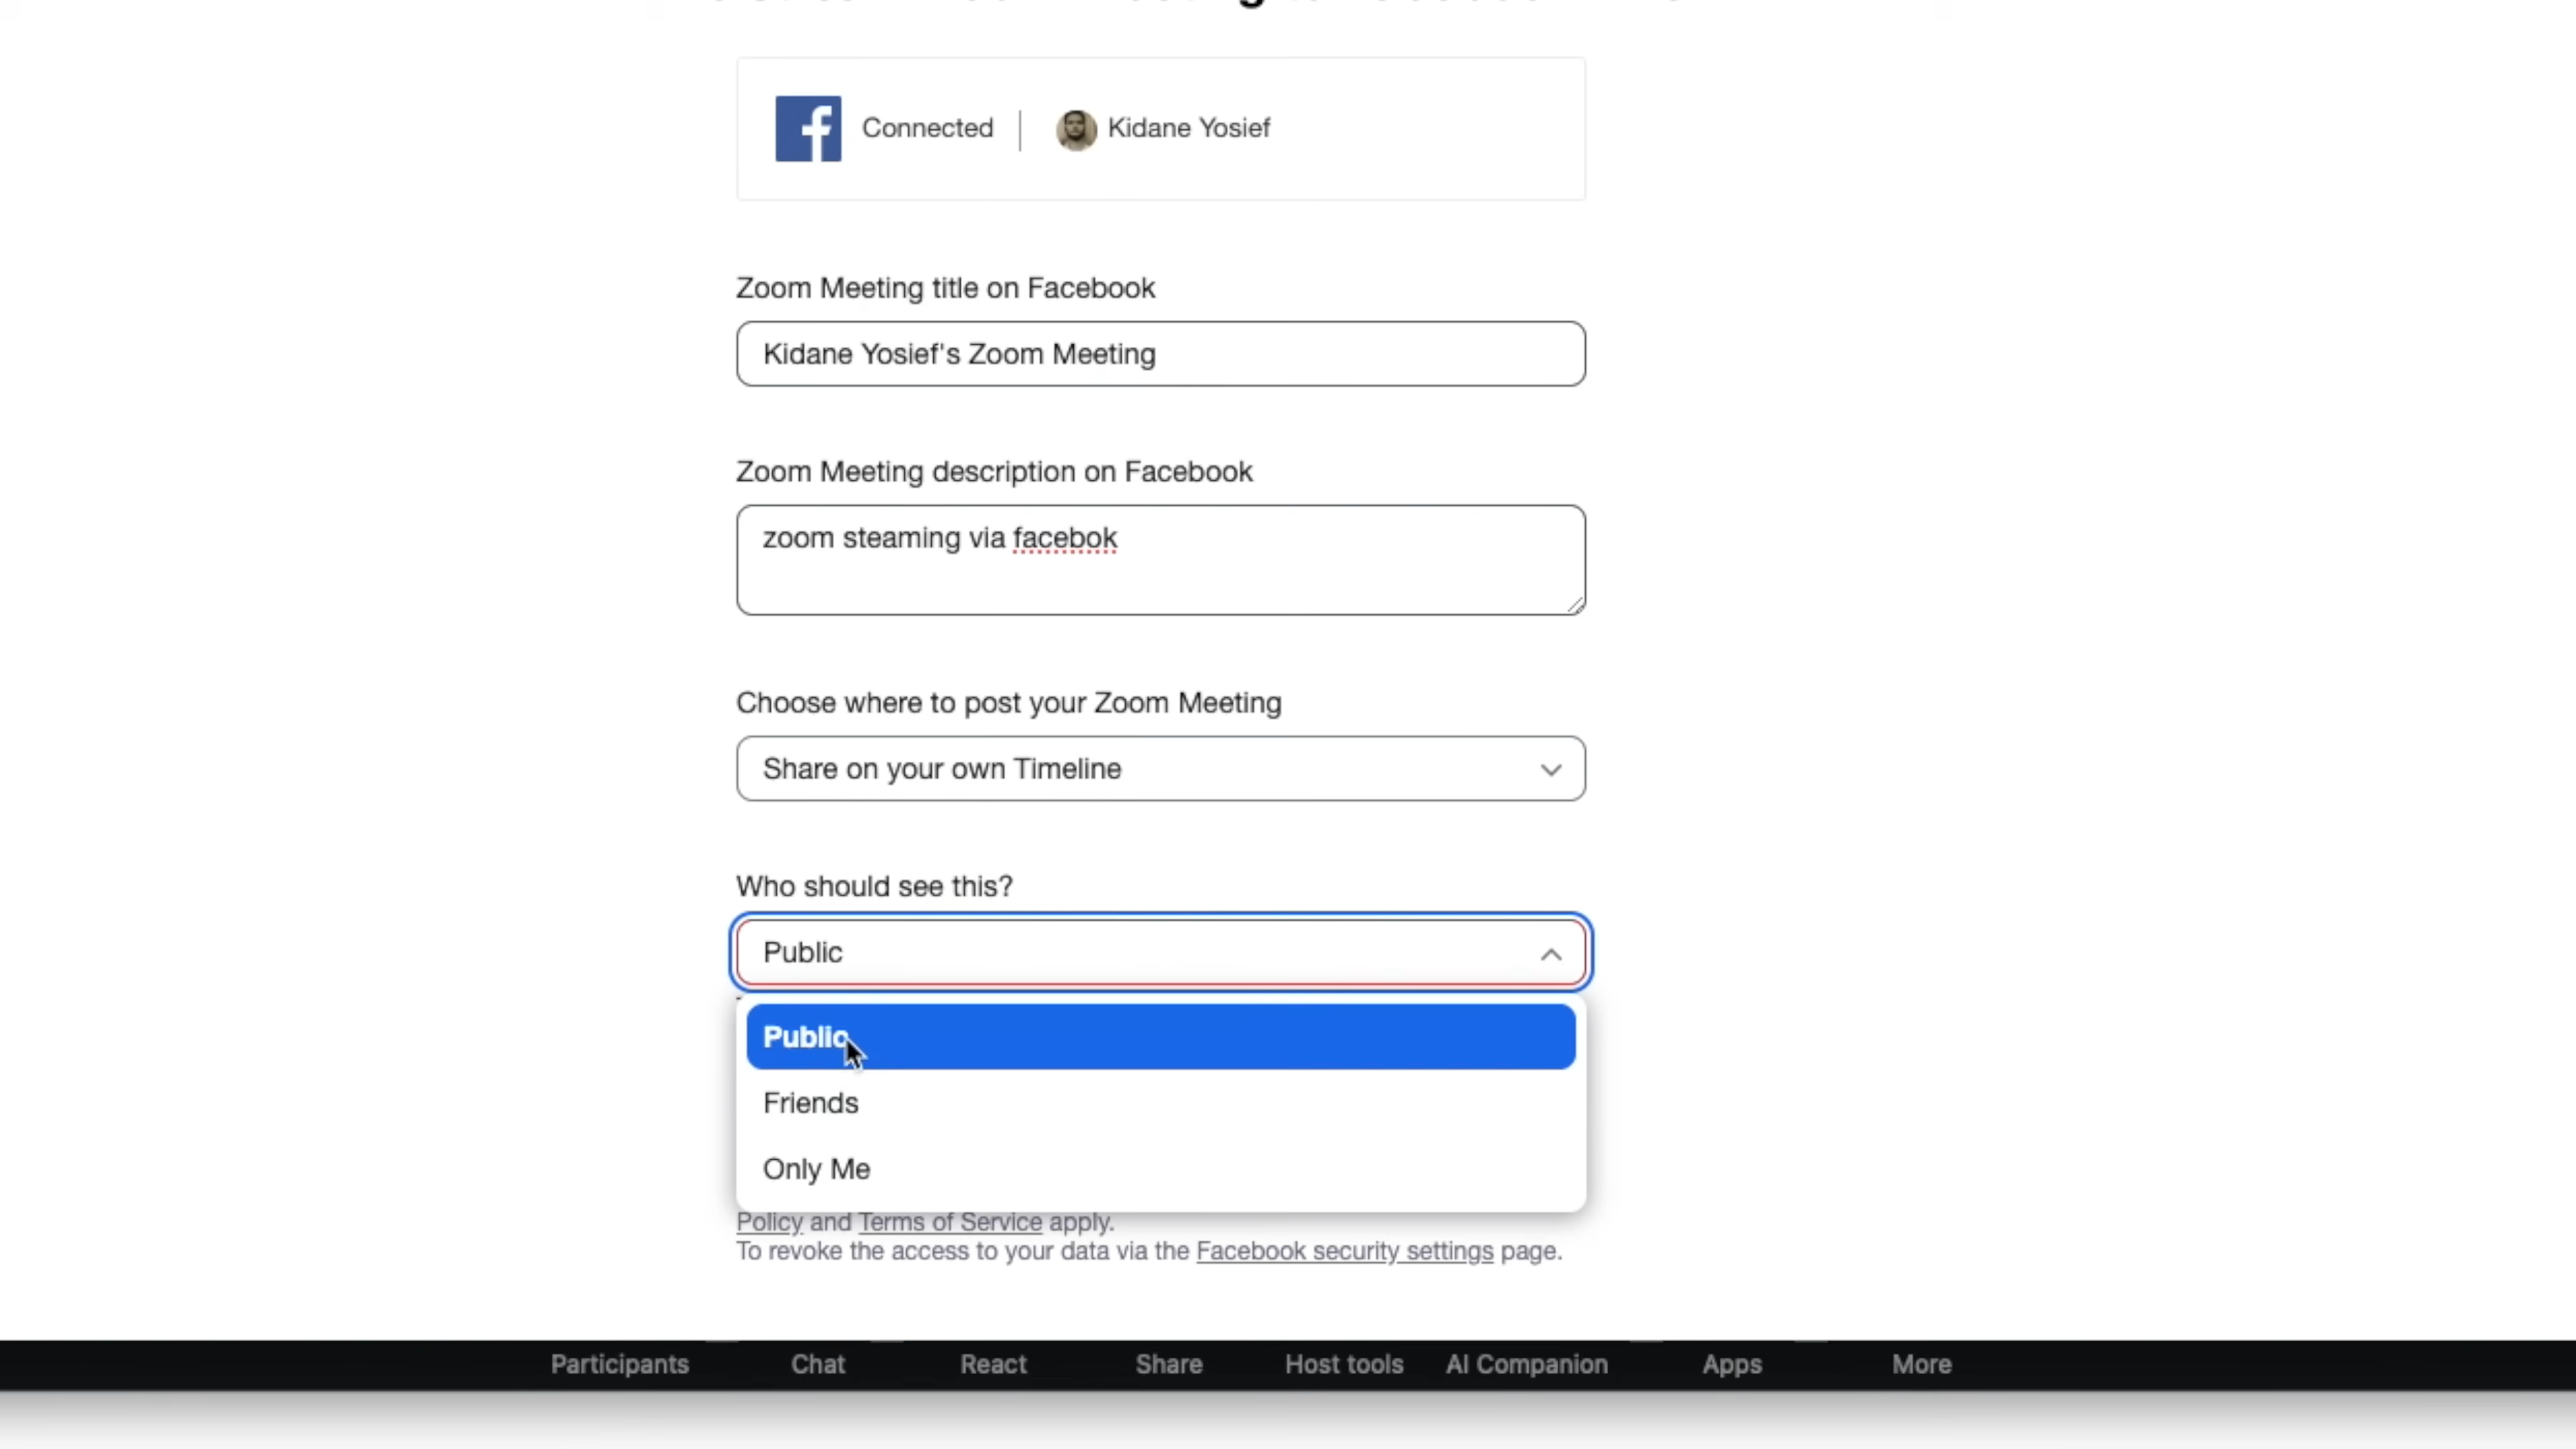 Connected
Kidane Yosief
Zoom Meeting title on Facebook
Kidane Yosief's Zoom Meeting
Zoom Meeting description on Facebook
zoom steaming via facebok
Choose where to post your Zoom Meeting
Share on your own Timeline
Who should see this?
Public
Public
Friends
Only Me
Policy and Terms of Service apply.
To revoke the access to your data via the Facebook security settings page.
Participants Chat React Share Host tools AI Companion Apps More